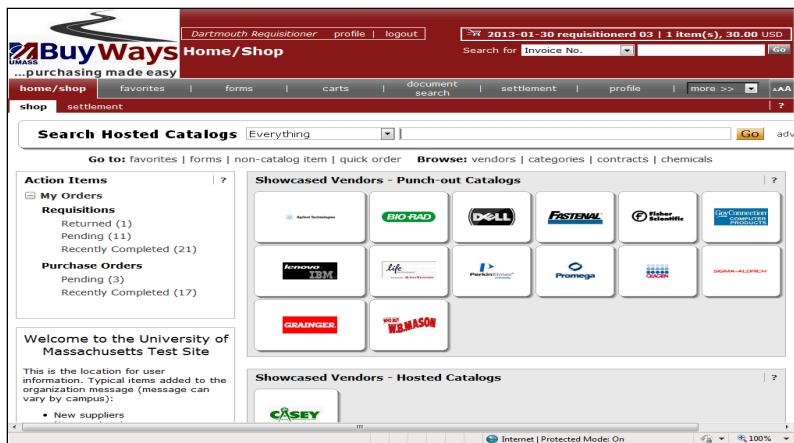 Dartmouth Requisitioner profile | logout
2013-01-30 requisitionerd 03 | 1 item(s), 30.00 USD
UMASS BuyWays
...purchasing made easy
Home/Shop
Search for Invoice No. Go
home/shop favorites | forms | carts | document search | settlement | profile | more >> AAA
shop settlement | ?
Search Hosted Catalogs Everything Go adv
Go to: favorites | forms | non-catalog item | quick order Browse: vendors | categories | contracts | chemicals
Action Items | ?
My Orders
Requisitions
Returned (1)
Pending (11)
Recently Completed (21)
Purchase Orders
Pending (3)
Recently Completed (17)
Welcome to the University of
Massachusetts Test Site
This is the location for user
information. Typical items added to the
organization message (message can
vary by campus):
• New suppliers
Showcased Vendors - Punch-out Catalogs | ?
Agilent Technologies
BIO-RAD
DELL
FASTENAL
Fisher
Scientific
GovConnection
COMPUTER
PRODUCTS
lenovo
IBM
life
PerkinElmer
Promega
QIAGEN
SIGMA-ALDRICH
GRAINGER
WHO BUT
W.B.MASON
Showcased Vendors - Hosted Catalogs | ?
CASEY
Internet | Protected Mode: On 100%